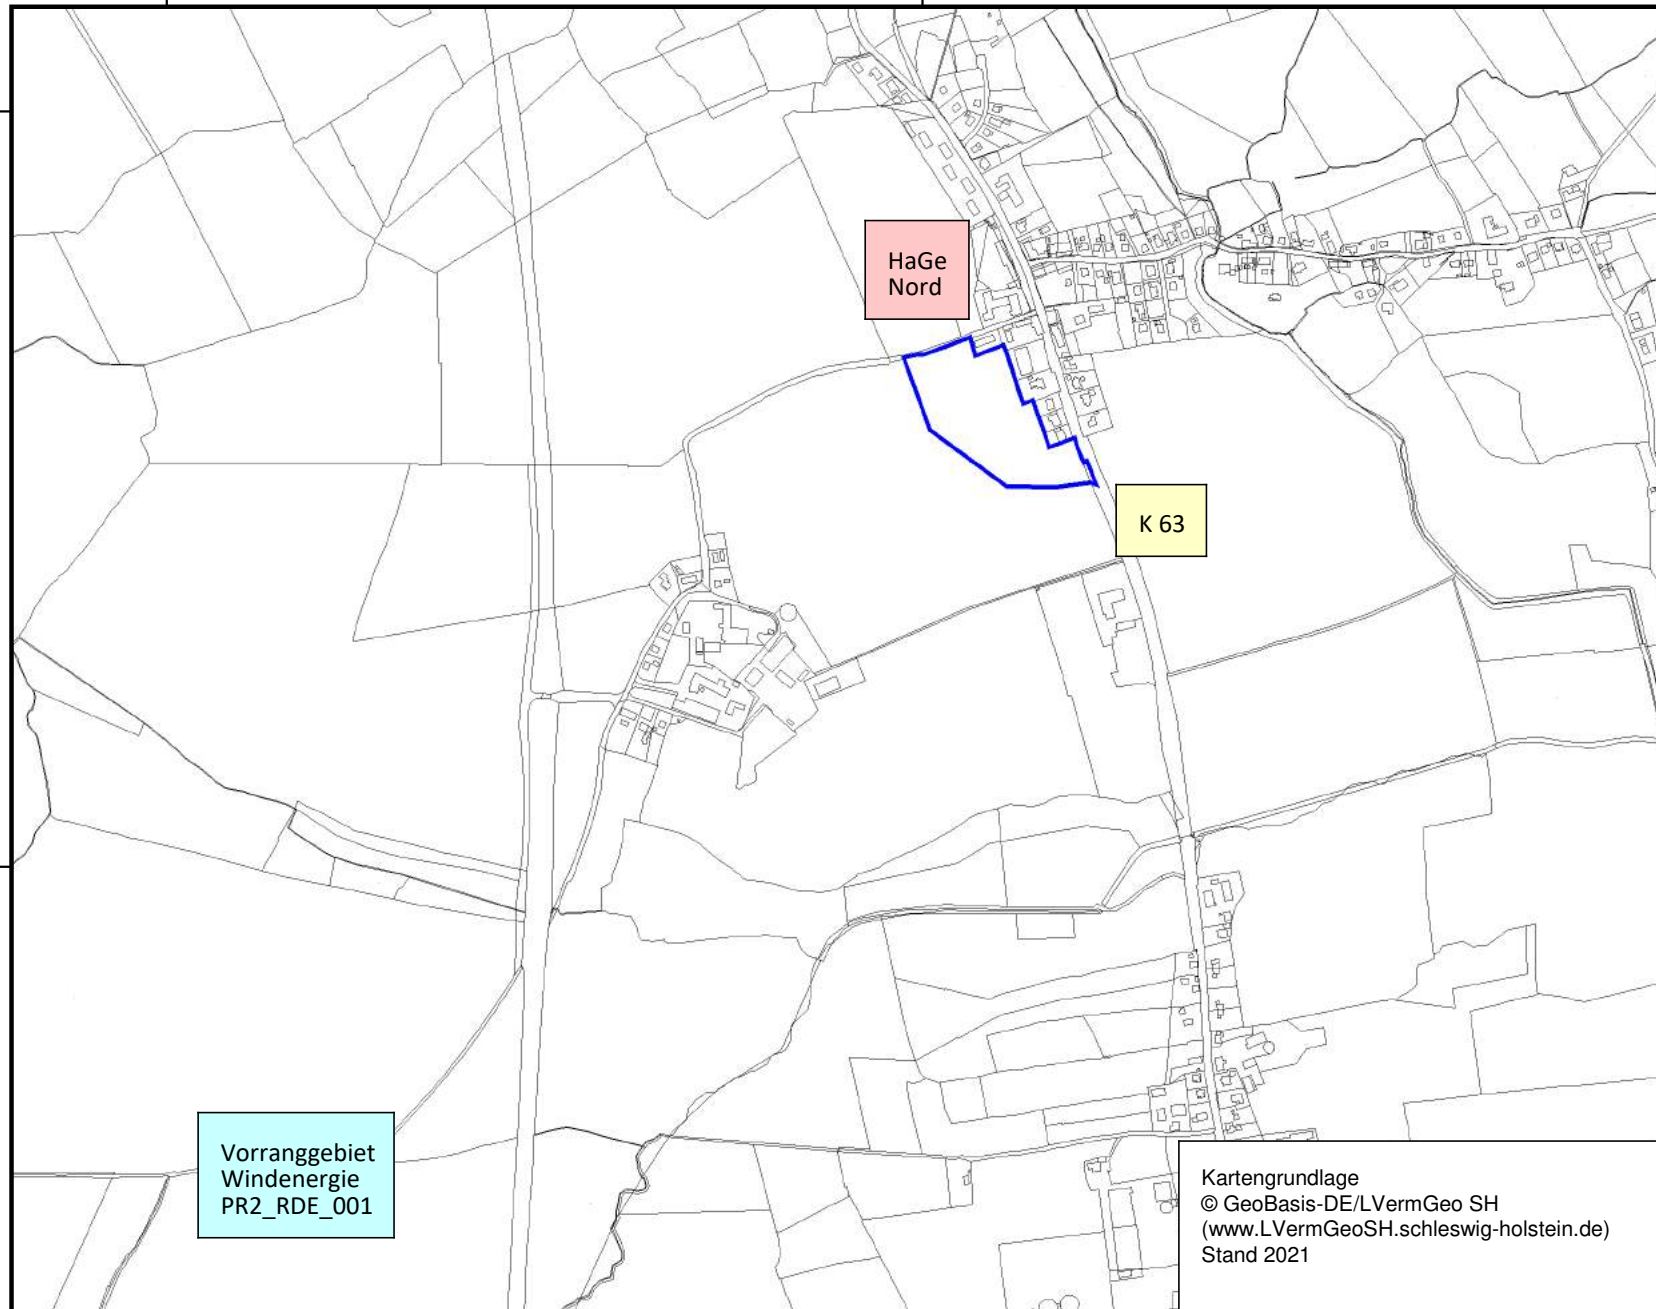 HaGe
Nord
K 63
Vorranggebiet
Windenergie
PR2_RDE_001
Kartengrundlage
© GeoBasis-DE/LVermGeo SH
(www.LVermGeoSH.schleswig-holstein.de)
Stand 2021